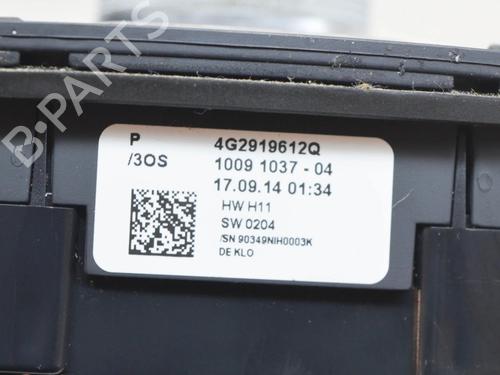 B-PARTS
P 4G2919612Q
/3OS 1009 1037 - 04
17.09.14 01:34
HW H11
SW 0204
/SN 90349NIH0003K
DE KLO